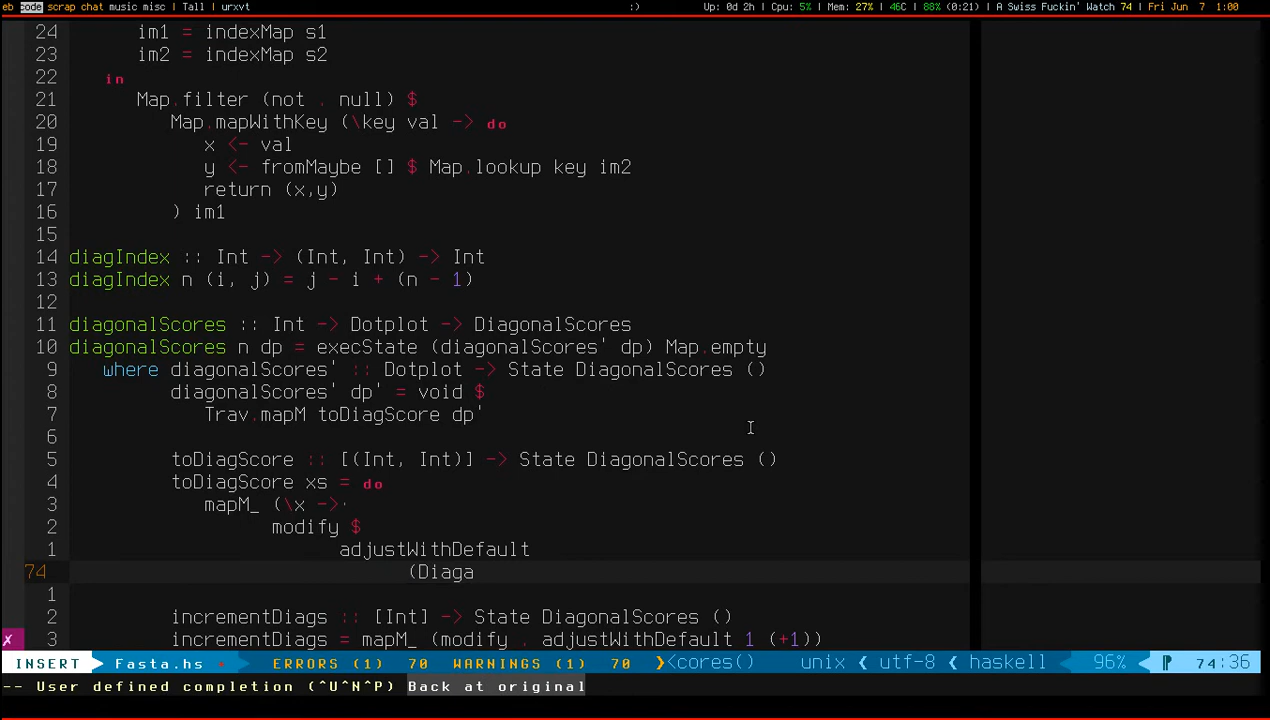 eb code scrap chat music misc | Tall | urxvt :) | Up: 0d 2h | Cpu: 5% | Mem: 27% | 46C | 88% (0:21) | A Swiss Fuckin' Watch 74 | Fri Jun 7 1:00
24 im1 = indexMap s1
23 im2 = indexMap s2
22 in
21 Map.filter (not . null) $
20 Map.mapWithKey (\key val -> do
19 x <- val
18 y <- fromMaybe [] $ Map.lookup key im2
17 return (x,y)
16 ) im1
15
14 diagIndex :: Int -> (Int, Int) -> Int
13 diagIndex n (i, j) = j - i + (n - 1)
12
11 diagonalScores :: Int -> Dotplot -> DiagonalScores
10 diagonalScores n dp = execState (diagonalScores' dp) Map.empty
9 where diagonalScores' :: Dotplot -> State DiagonalScores ()
8 diagonalScores' dp' = void $
7 Trav.mapM toDiagScore dp'
6
5 toDiagScore :: [(Int, Int)] -> State DiagonalScores ()
4 toDiagScore xs = do
3 mapM_ (\x ->·
2 modify $
1 adjustWithDefault
74 (Diaga
1
2 incrementDiags :: [Int] -> State DiagonalScores ()
✗ 3 incrementDiags = mapM_ (modify . adjustWithDefault 1 (+1))
INSERT Fasta.hs * ERRORS (1) 70 WARNINGS (1) 70 <cores() unix utf-8 haskell 96% 74:36
-- User defined completion (^U^N^P) Back at original